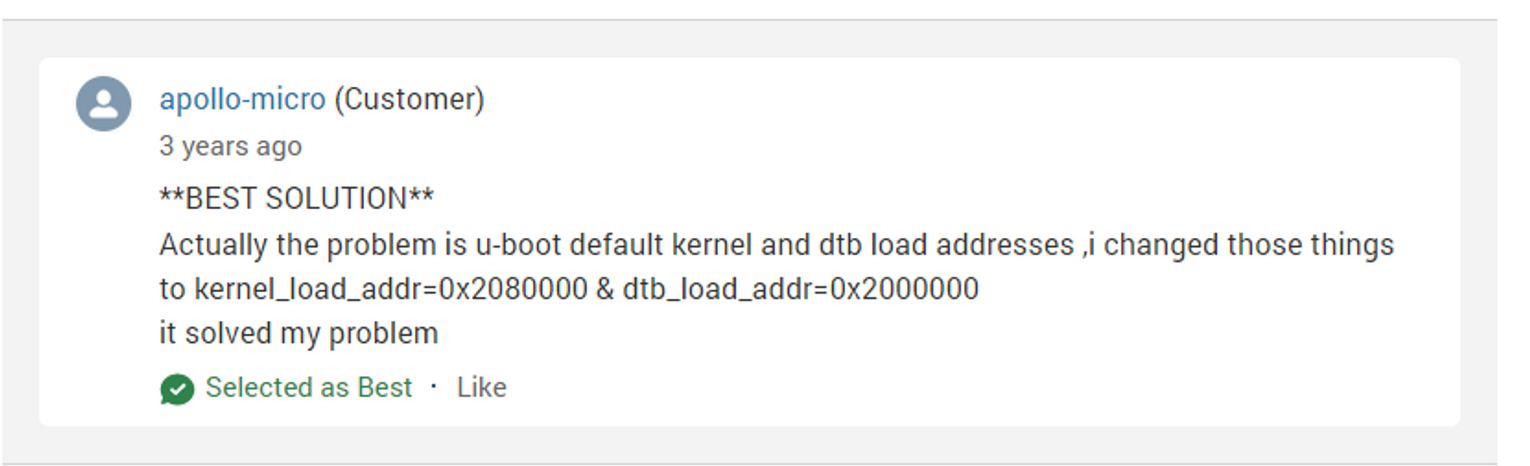 apollo-micro (Customer)
3 years ago
**BEST SOLUTION**
Actually the problem is u-boot default kernel and dtb load addresses ,i changed those things
to kernel_load_addr=0x2080000 & dtb_load_addr=0x2000000
it solved my problem
Selected as Best · Like